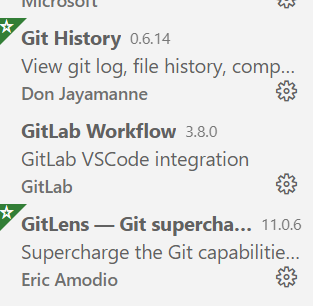 Microsoft
Git History 0.6.14
View git log, file history, comp...
Don Jayamanne
GitLab Workflow 3.8.0
GitLab VSCode integration
GitLab
GitLens — Git supercha... 11.0.6
Supercharge the Git capabilitie...
Eric Amodio